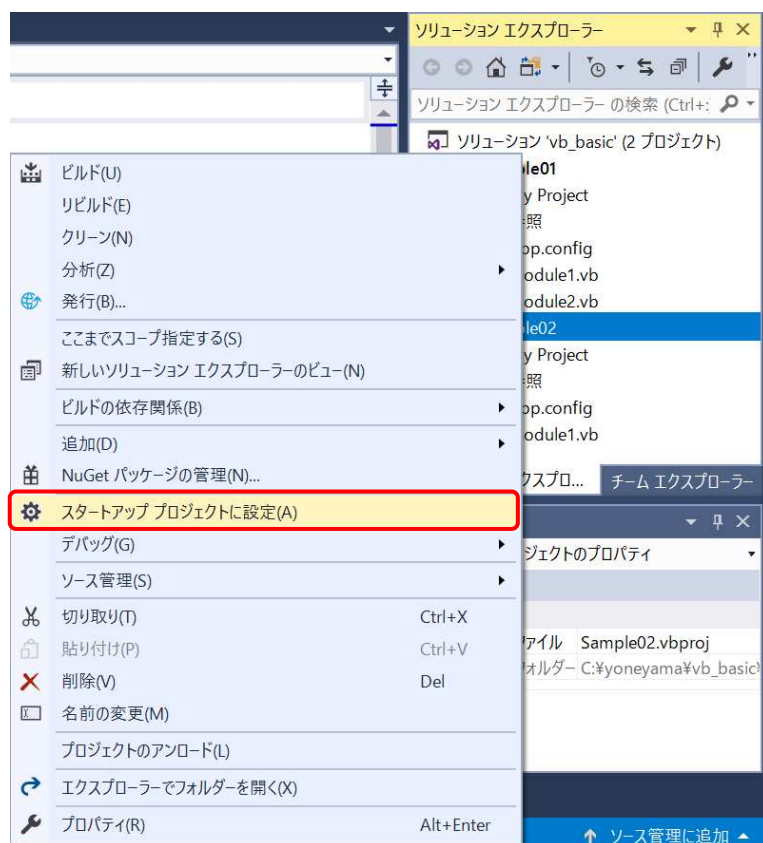 ソリューション エクスプローラー
ソリューション エクスプローラー の検索 (Ctrl+:
ソリューション 'vb_basic' (2 プロジェクト)
ビルド(U)
le01
リビルド(E)
y Project
クリーン(N)
照
分析(Z)
op.config
odule1.vb
発行(B)...
odule2.vb
ここまでスコープ指定する(S)
le02
新しいソリューション エクスプローラーのビュー(N)
y Project
照
ビルドの依存関係(B)
op.config
追加(D)
odule1.vb
NuGet パッケージの管理(N)...
クスプロ...
チーム エクスプローラー
スタートアップ プロジェクトに設定(A)
デバッグ(G)
ジェクトのプロパティ
ソース管理(S)
切り取り(T) Ctrl+X
ァイル Sample02.vbproj
貼り付け(P) Ctrl+V
ォルダー C:¥yoneyama¥vb_basic¥
削除(V) Del
名前の変更(M)
プロジェクトのアンロード(L)
エクスプローラーでフォルダーを開く(X)
プロパティ(R) Alt+Enter
ソース管理に追加